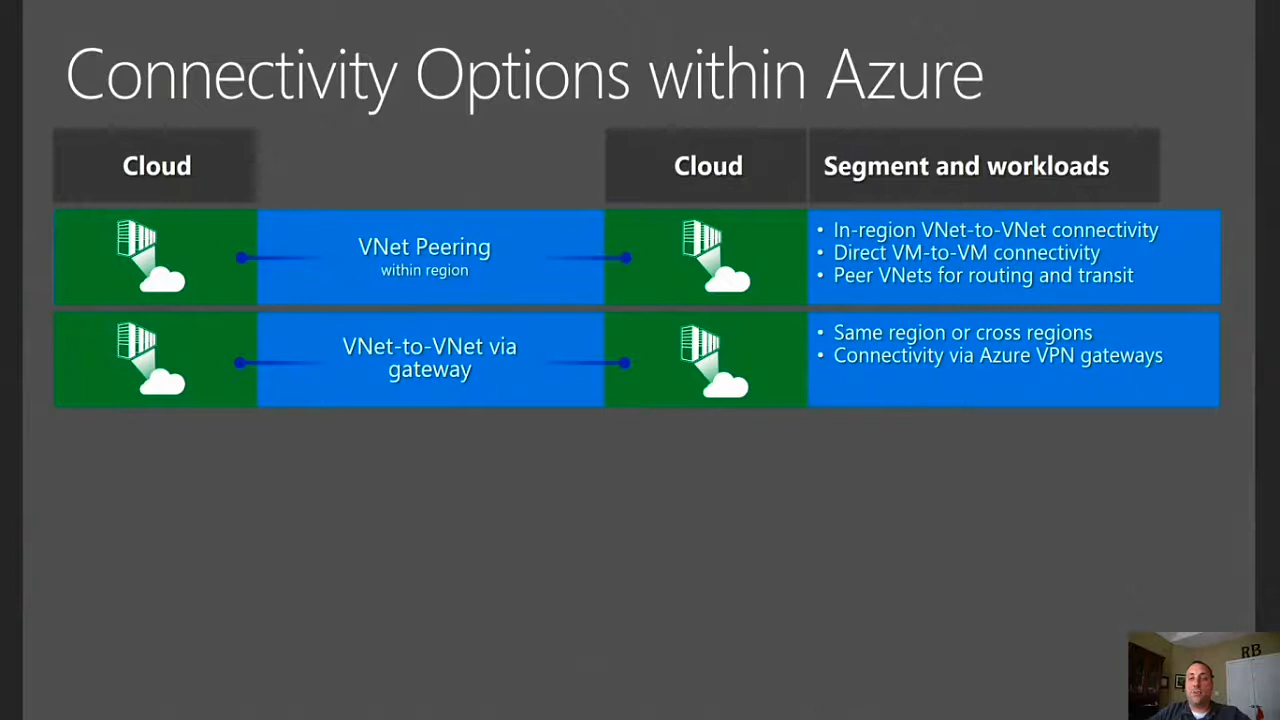 Connectivity Options within Azure
Cloud
Cloud
Segment and workloads
VNet Peering
within region
• In-region VNet-to-VNet connectivity
• Direct VM-to-VM connectivity
• Peer VNets for routing and transit
VNet-to-VNet via
gateway
• Same region or cross regions
• Connectivity via Azure VPN gateways
RB